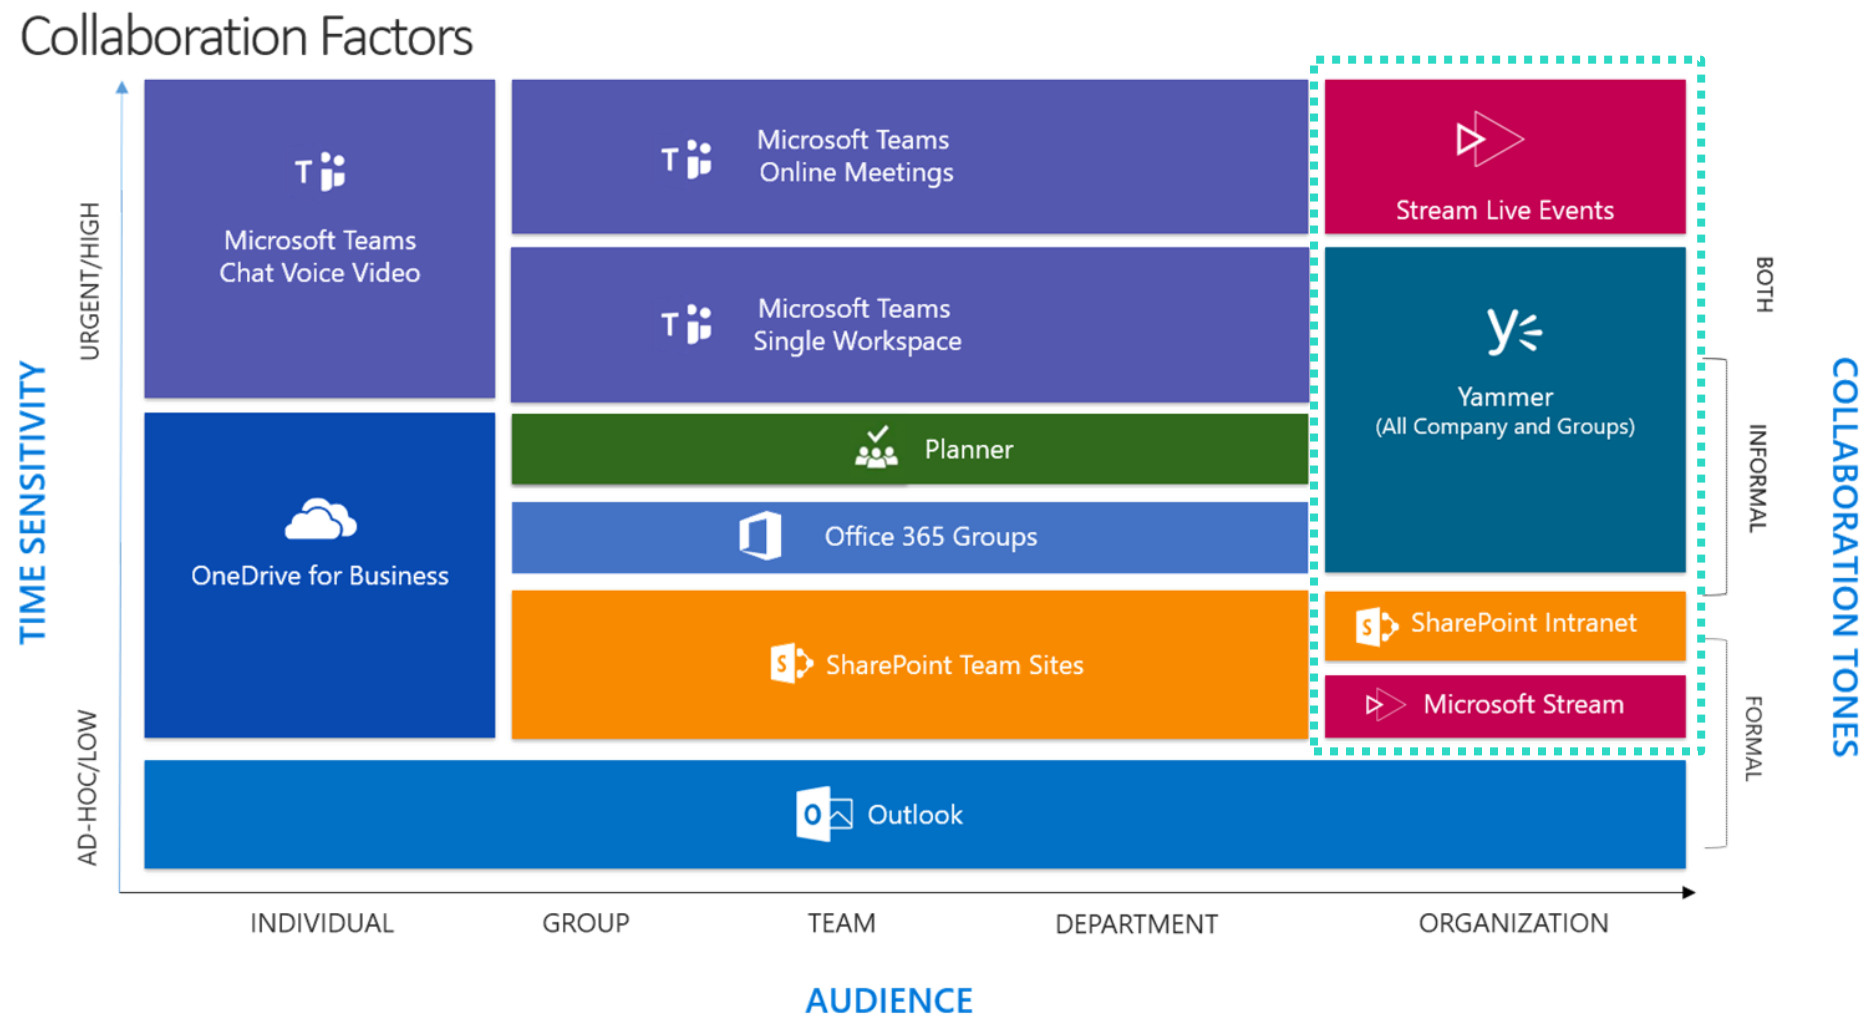 Collaboration Factors
TIME SENSITIVITY
URGENT/HIGH
AD-HOC/LOW
Microsoft Teams
Chat Voice Video
OneDrive for Business
Microsoft Teams
Online Meetings
Microsoft Teams
Single Workspace
Planner
Office 365 Groups
SharePoint Team Sites
Stream Live Events
Yammer
(All Company and Groups)
SharePoint Intranet
Microsoft Stream
Outlook
BOTH
INFORMAL
FORMAL
COLLABORATION TONES
INDIVIDUAL
GROUP
TEAM
DEPARTMENT
ORGANIZATION
AUDIENCE